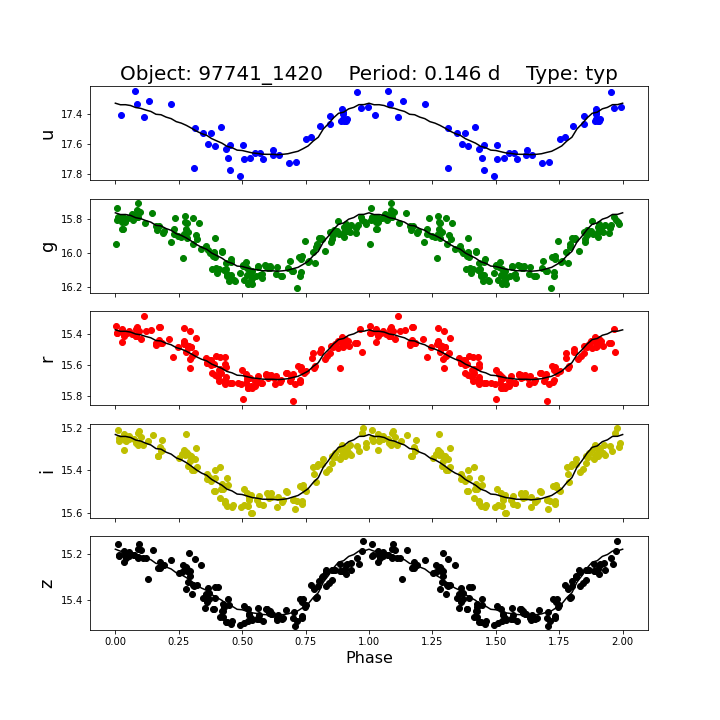 Object: 97741_1420    Period: 0.146 d    Type: typ
u
17.4
17.6
17.8
g
15.8
16.0
16.2
r
15.4
15.6
15.8
i
15.2
15.4
15.6
z
15.2
15.4
0.00 0.25 0.50 0.75 1.00 1.25 1.50 1.75 2.00
Phase